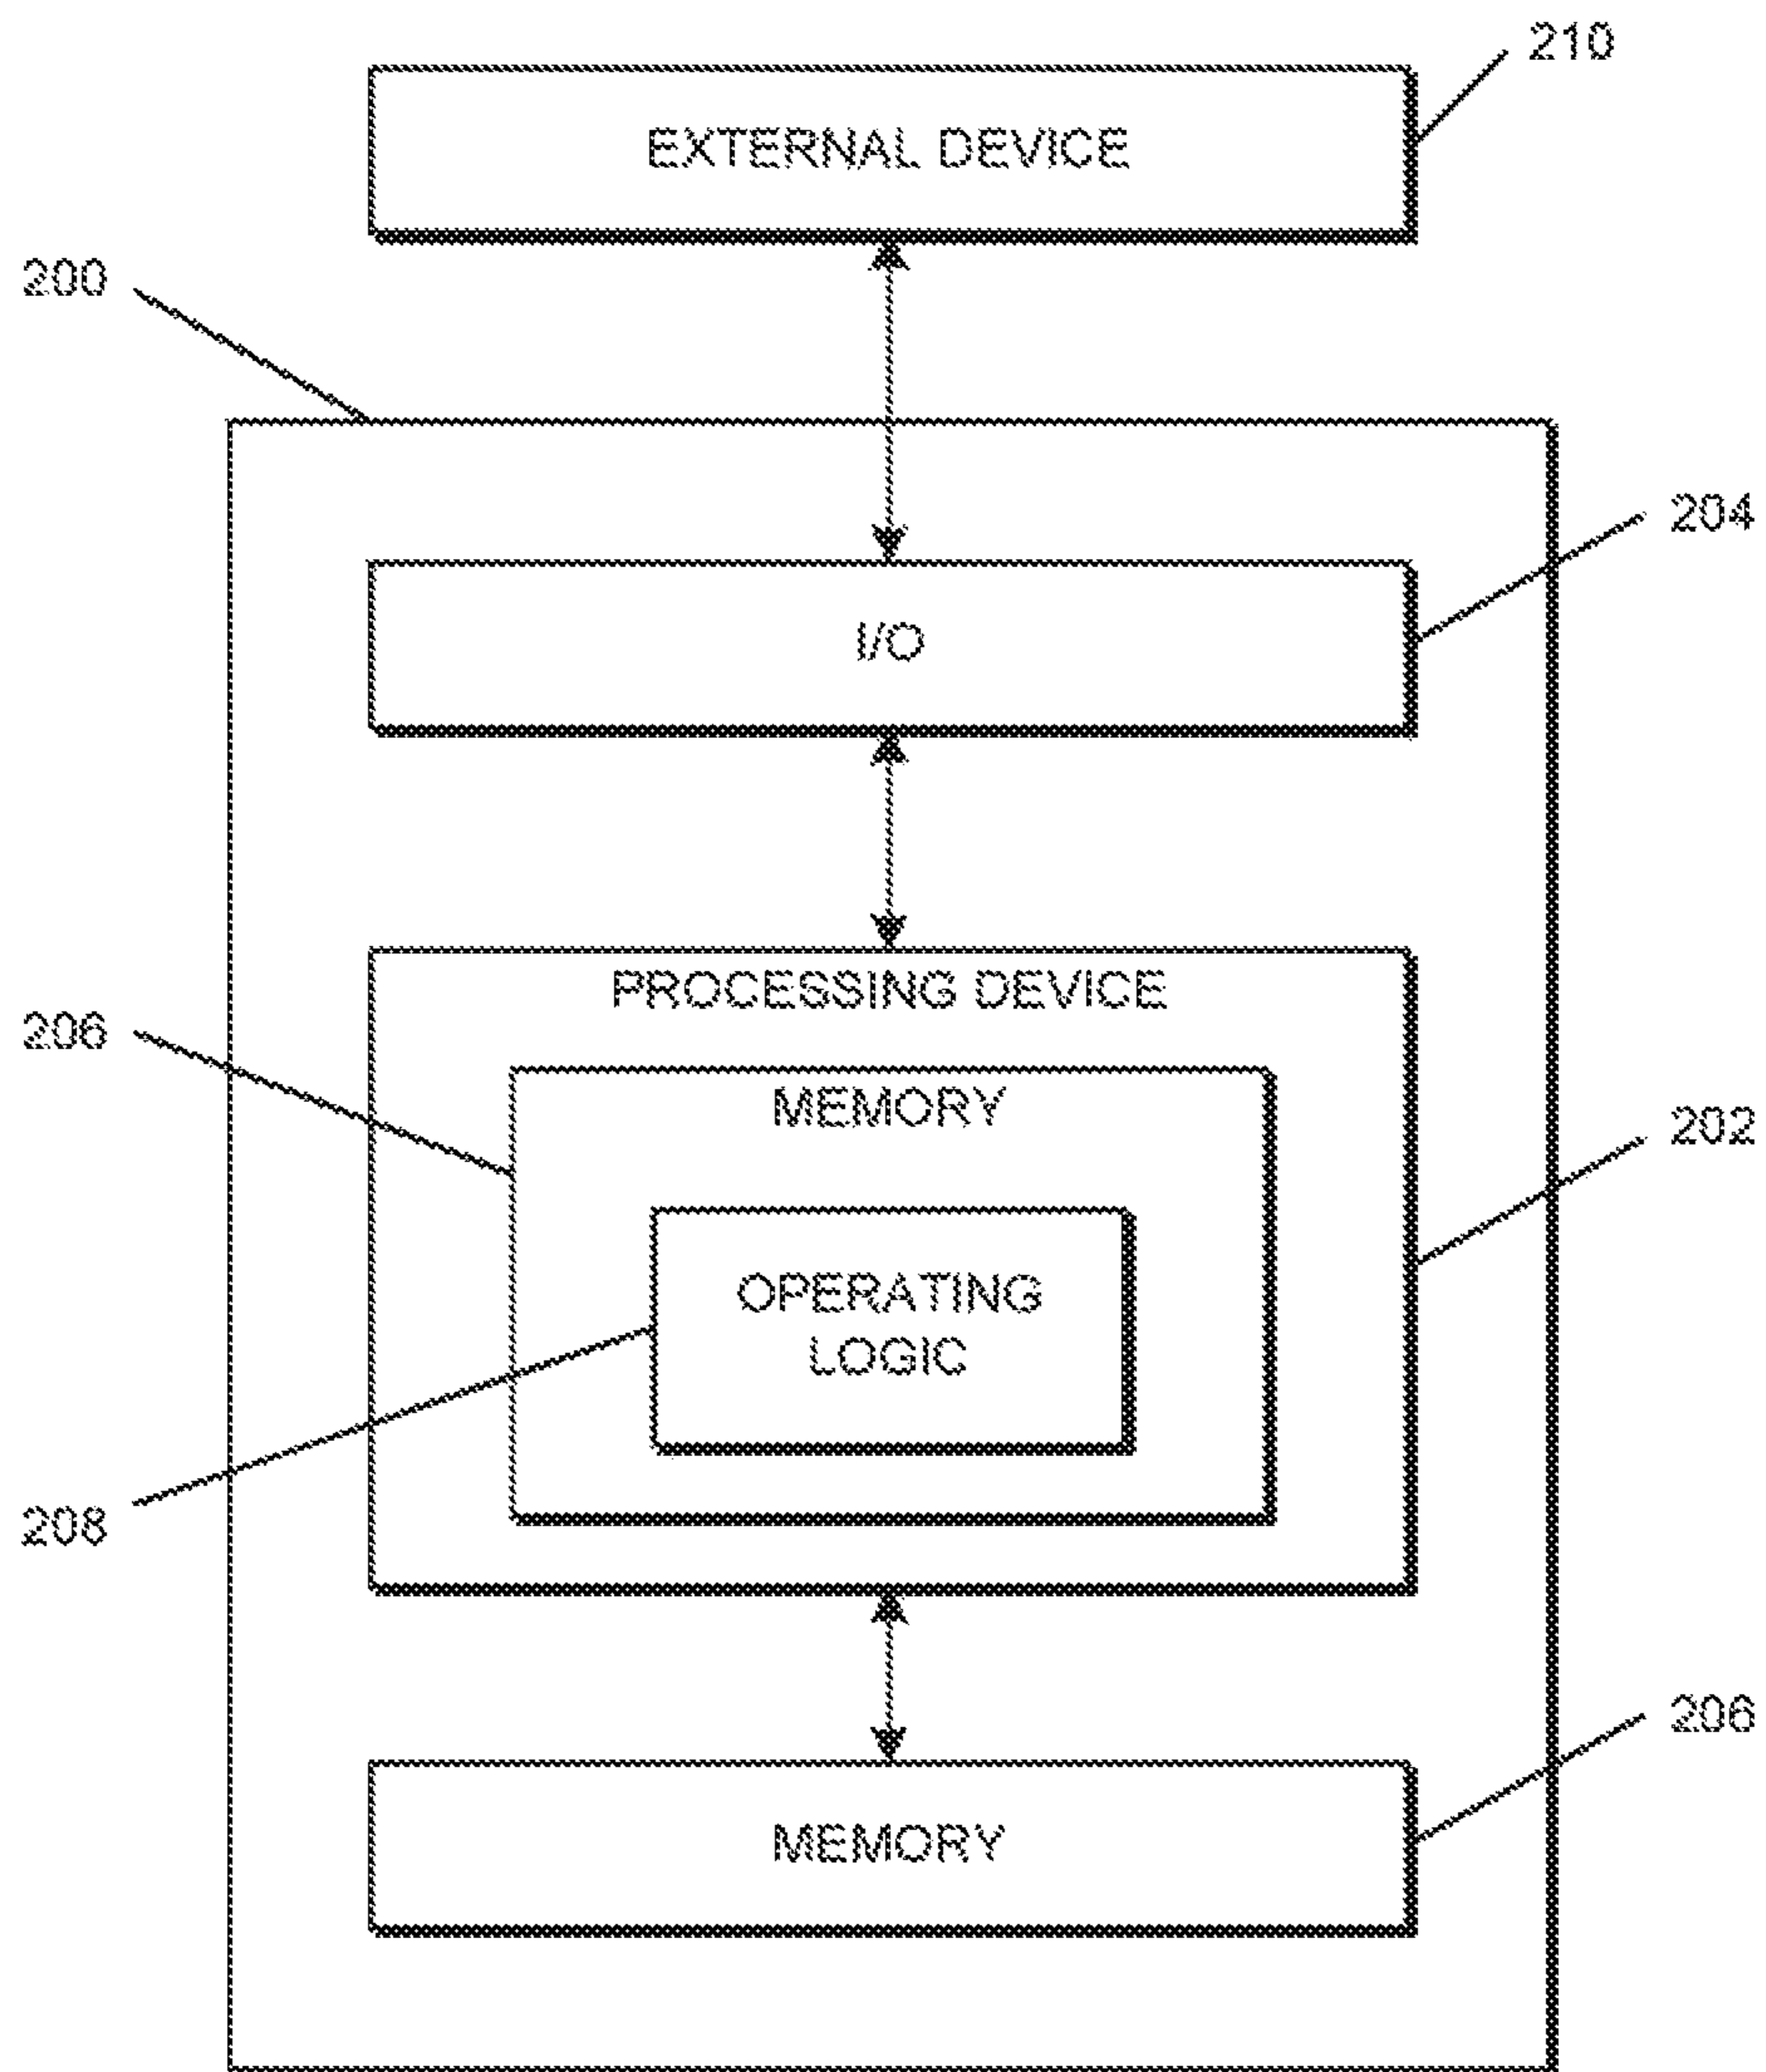 210
EXTERNAL DEVICE
200
204
I/O
PROCESSING DEVICE
206
MEMORY
202
OPERATING
LOGIC
208
206
MEMORY